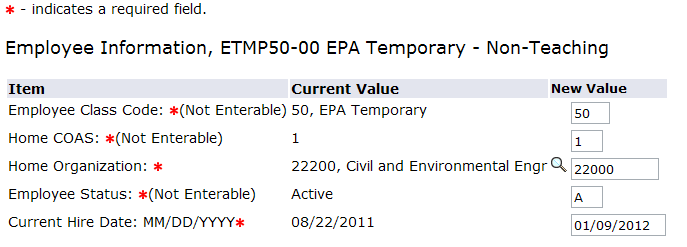 * - indicates a required field.
Employee Information, ETMP50-00 EPA Temporary - Non-Teaching
Item Current Value New Value
Employee Class Code: *(Not Enterable) 50, EPA Temporary 50
Home COAS: *(Not Enterable) 1 1
Home Organization: * 22200, Civil and Environmental Engr 22000
Employee Status: *(Not Enterable) Active A
Current Hire Date: MM/DD/YYYY* 08/22/2011 01/09/2012